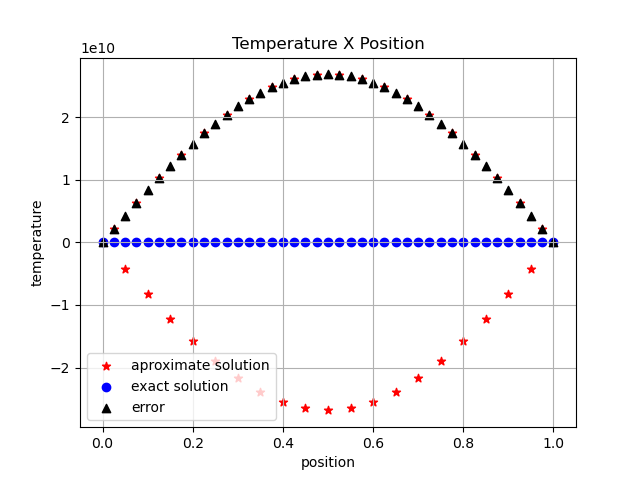 Temperature X Position
1e10
2
1
0
−1
−2
temperature
aproximate solution
exact solution
error
0.0 0.2 0.4 0.6 0.8 1.0
position